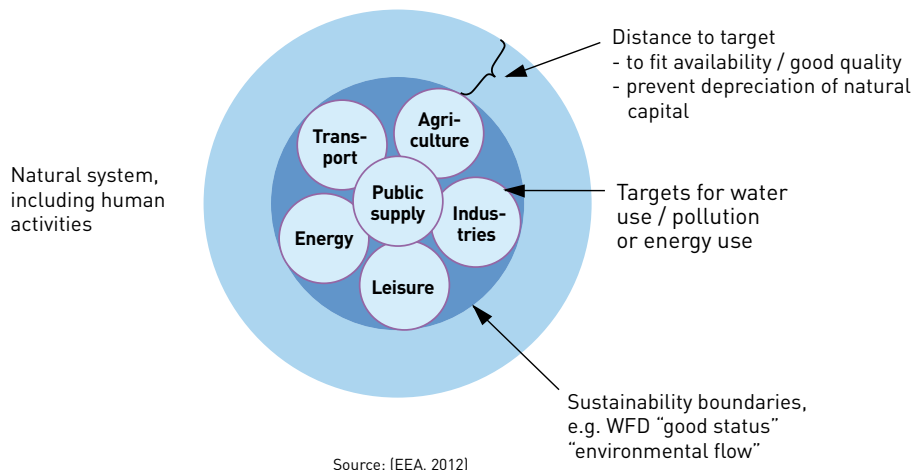 Distance to target
- to fit availability / good quality
- prevent depreciation of natural
capital
Natural system,
including human
activities
Trans-
port
Agri-
culture
Public
supply
Indus-
tries
Energy
Leisure
Targets for water
use / pollution
or energy use
Sustainability boundaries,
e.g. WFD “good status”
“environmental flow”
Source: (EEA, 2012)